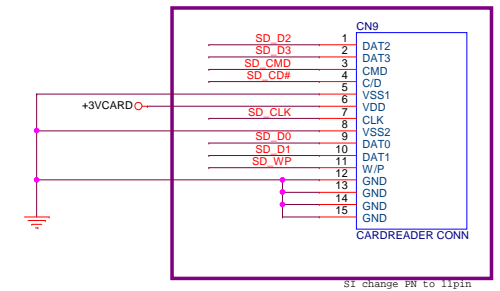 CN9
SD_D2 1 DAT2
SD_D3 2 DAT3
SD_CMD 3 CMD
SD_CD# 4 C/D
5 VSS1
+3VCARD 6 VDD
SD_CLK 7 CLK
8 VSS2
SD_D0 9 DAT0
SD_D1 10 DAT1
SD_WP 11 W/P
12 GND
13 GND
14 GND
15 GND
CARDREADER CONN
SI change PN to 11pin